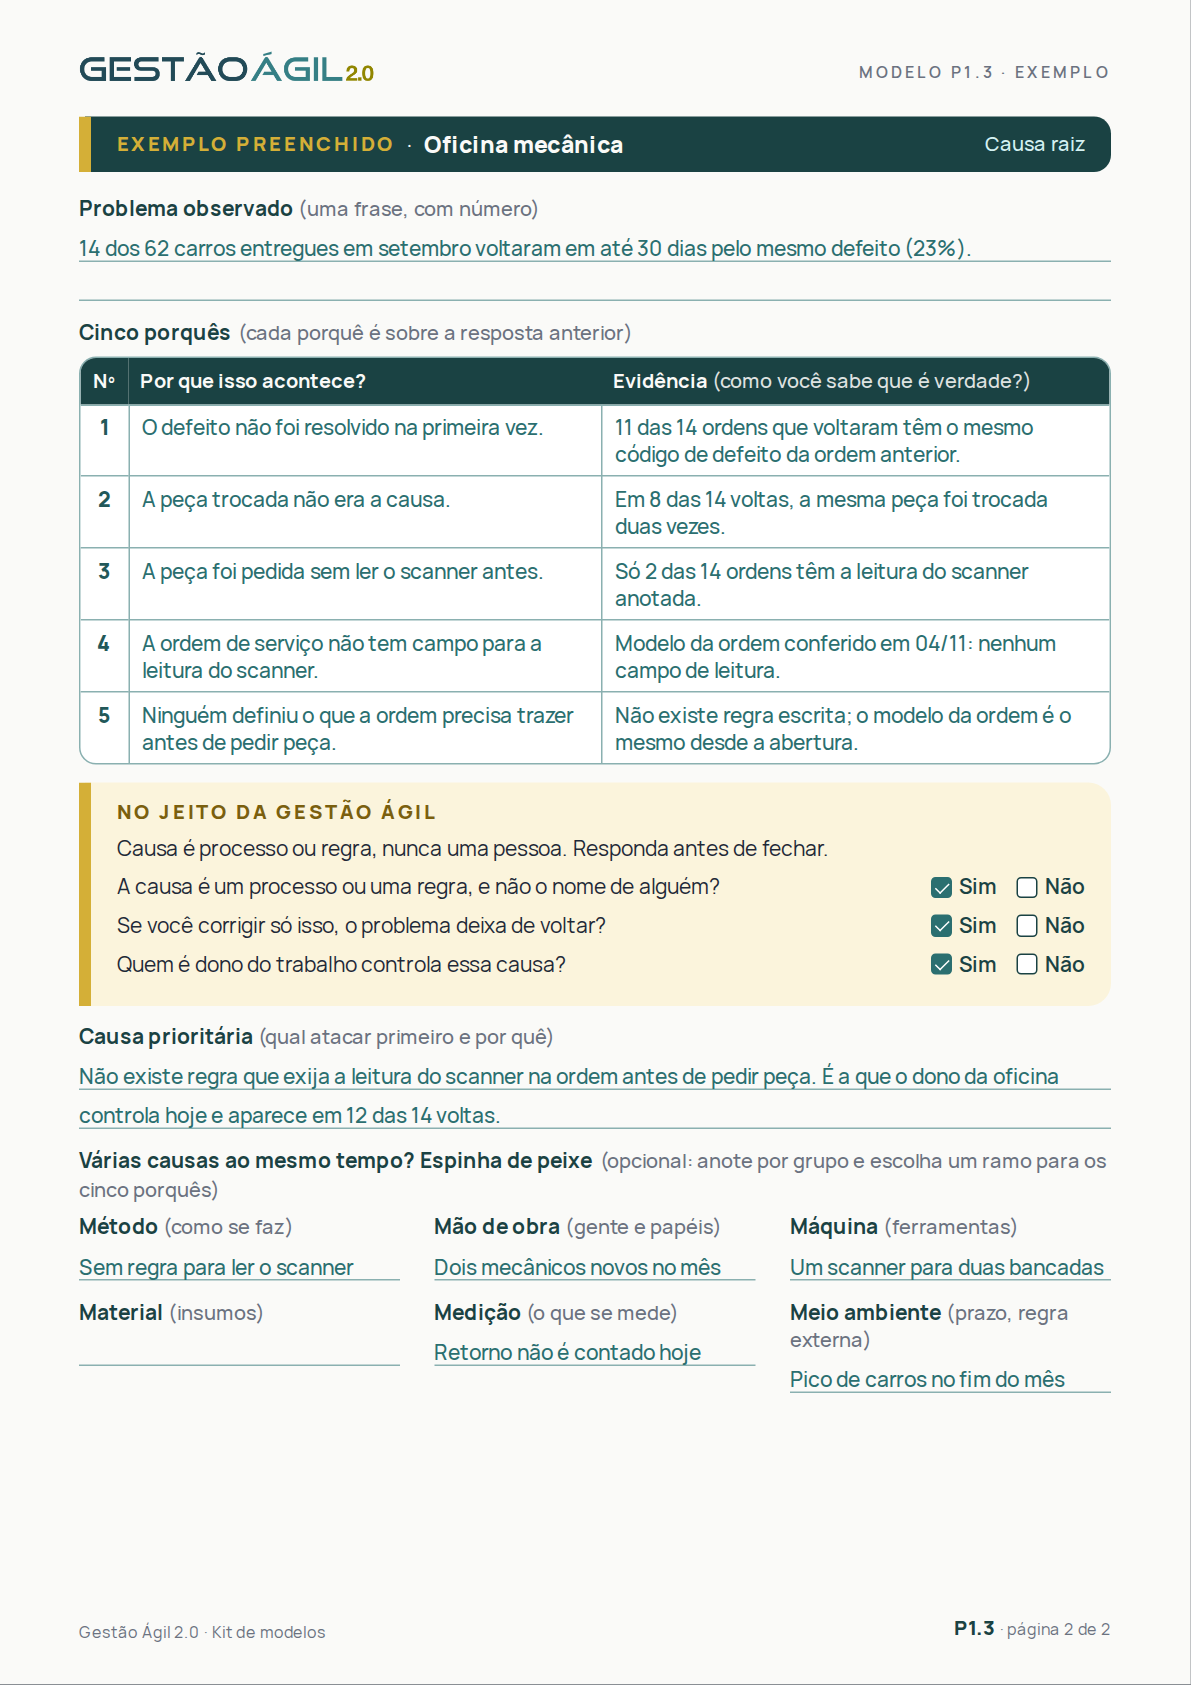 GESTÃOÁGIL2.0
MODELO P1.3 · EXEMPLO
EXEMPLO PREENCHIDO · Oficina mecânica
Causa raiz
Problema observado (uma frase, com número)
14 dos 62 carros entregues em setembro voltaram em até 30 dias pelo mesmo defeito (23%).
Cinco porquês (cada porquê é sobre a resposta anterior)
Nº Por que isso acontece? Evidência (como você sabe que é verdade?)
1 O defeito não foi resolvido na primeira vez. 11 das 14 ordens que voltaram têm o mesmo
código de defeito da ordem anterior.
2 A peça trocada não era a causa. Em 8 das 14 voltas, a mesma peça foi trocada
duas vezes.
3 A peça foi pedida sem ler o scanner antes. Só 2 das 14 ordens têm a leitura do scanner
anotada.
4 A ordem de serviço não tem campo para a Modelo da ordem conferido em 04/11: nenhum
leitura do scanner. campo de leitura.
5 Ninguém definiu o que a ordem precisa trazer Não existe regra escrita; o modelo da ordem é o
antes de pedir peça. mesmo desde a abertura.
NO JEITO DA GESTÃO ÁGIL
Causa é processo ou regra, nunca uma pessoa. Responda antes de fechar.
A causa é um processo ou uma regra, e não o nome de alguém? Sim Não
Se você corrigir só isso, o problema deixa de voltar? Sim Não
Quem é dono do trabalho controla essa causa? Sim Não
Causa prioritária (qual atacar primeiro e por quê)
Não existe regra que exija a leitura do scanner na ordem antes de pedir peça. É a que o dono da oficina
controla hoje e aparece em 12 das 14 voltas.
Várias causas ao mesmo tempo? Espinha de peixe (opcional: anote por grupo e escolha um ramo para os
cinco porquês)
Método (como se faz) Mão de obra (gente e papéis) Máquina (ferramentas)
Sem regra para ler o scanner Dois mecânicos novos no mês Um scanner para duas bancadas
Material (insumos) Medição (o que se mede) Meio ambiente (prazo, regra
externa)
Retorno não é contado hoje
Pico de carros no fim do mês
Gestão Ágil 2.0 · Kit de modelos
P1.3 · página 2 de 2